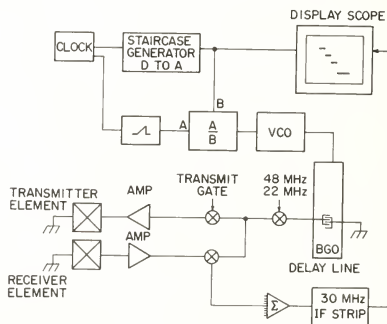 DISPLAY SCOPE
CLOCK
STAIRCASE
GENERATOR
D TO A
B
A
A
B
VCO
TRANSMITTER
ELEMENT
AMP
TRANSMIT
GATE
48 MHz
22 MHz
AMP
RECEIVER
ELEMENT
BGO
DELAY LINE
Σ
30 MHz
IF STRIP